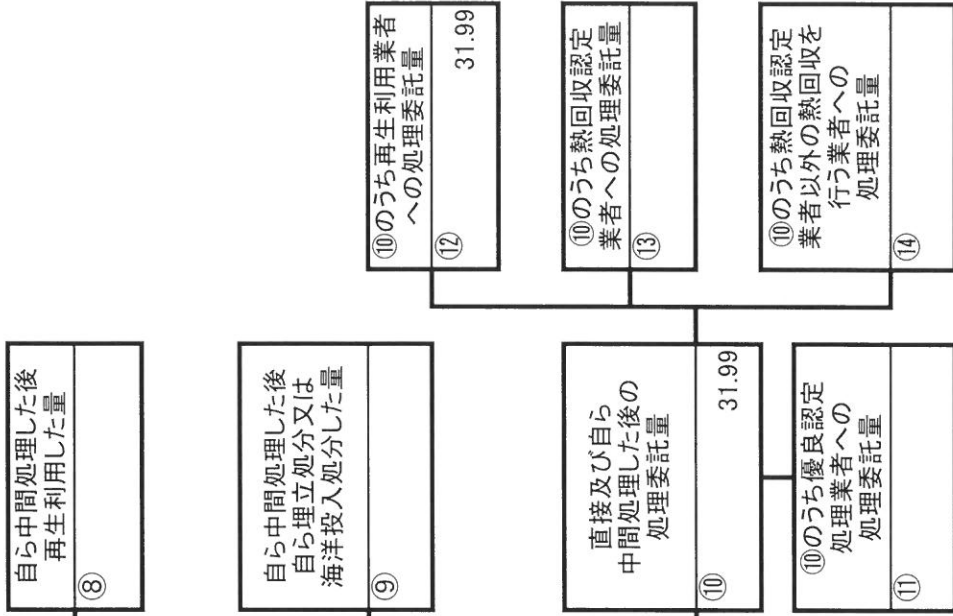 自ら中間処理した後
再生利用した量
⑧
自ら中間処理した後
自ら埋立処分又は
海洋投入処分した量
⑨
直接及び自ら
中間処理した後の
処理委託量
⑩
31.99
⑩のうち優良認定
処理業者への
処理委託量
⑪
⑩のうち再生利用業者
への処理委託量
⑫
31.99
⑩のうち熱回収認定
業者への処理委託量
⑬
⑩のうち熱回収認定
業者以外の熱回収を
行う業者への
処理委託量
⑭